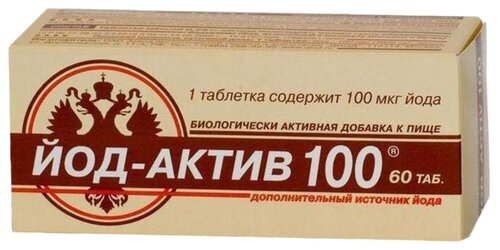 1 таблетка содержит 100 мкг йода
БИОЛОГИЧЕСКИ АКТИВНАЯ ДОБАВКА К ПИЩЕ
ЙОД-АКТИВ 100® 60 ТАБ.
ДОПОЛНИТЕЛЬНЫЙ ИСТОЧНИК ЙОДА